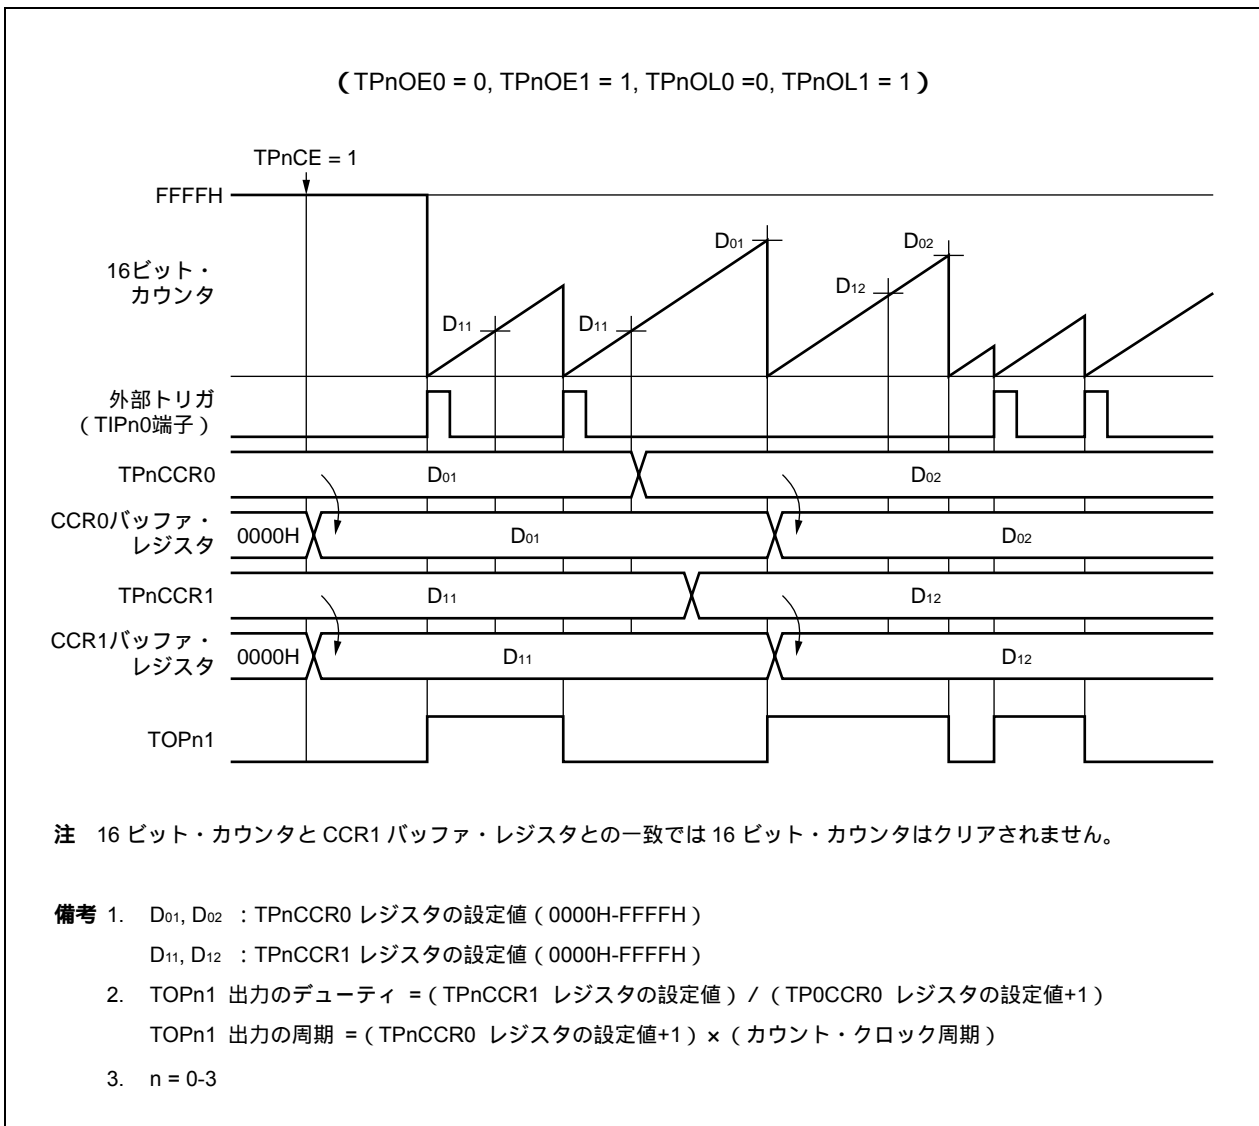 (TPnOE0 = 0, TPnOE1 = 1, TPnOL0 =0, TPnOL1 = 1)
TPnCE = 1
FFFFH
16ビット・
カウンタ
D11
D11
D01
D12
D02
外部トリガ
(TIPn0端子)
TPnCCR0
D01
D02
CCR0バッファ・
レジスタ
0000H
D01
D02
TPnCCR1
D11
D12
CCR1バッファ・
レジスタ
0000H
D11
D12
TOPn1
注 16 ビット・カウンタと CCR1 バッファ・レジスタとの一致では 16 ビット・カウンタはクリアされません。
備考 1. D01, D02 :TPnCCR0 レジスタの設定値(0000H-FFFFH)
D11, D12 :TPnCCR1 レジスタの設定値(0000H-FFFFH)
2. TOPn1 出力のデューティ =(TPnCCR1 レジスタの設定値)/(TP0CCR0 レジスタの設定値+1)
TOPn1 出力の周期 =(TPnCCR0 レジスタの設定値+1)×(カウント・クロック周期)
3. n = 0-3